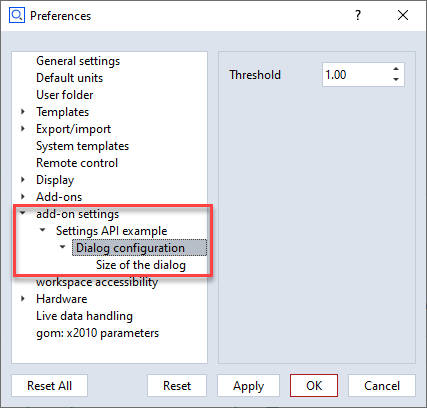 Preferences
?
General settings
Default units
User folder
Templates
Export/import
System templates
Remote control
Display
Add-ons
add-on settings
Settings API example
Dialog configuration
Size of the dialog
workspace accessibility
Hardware
Live data handling
gom: x2010 parameters
Threshold 1.00
Reset All Reset Apply OK Cancel